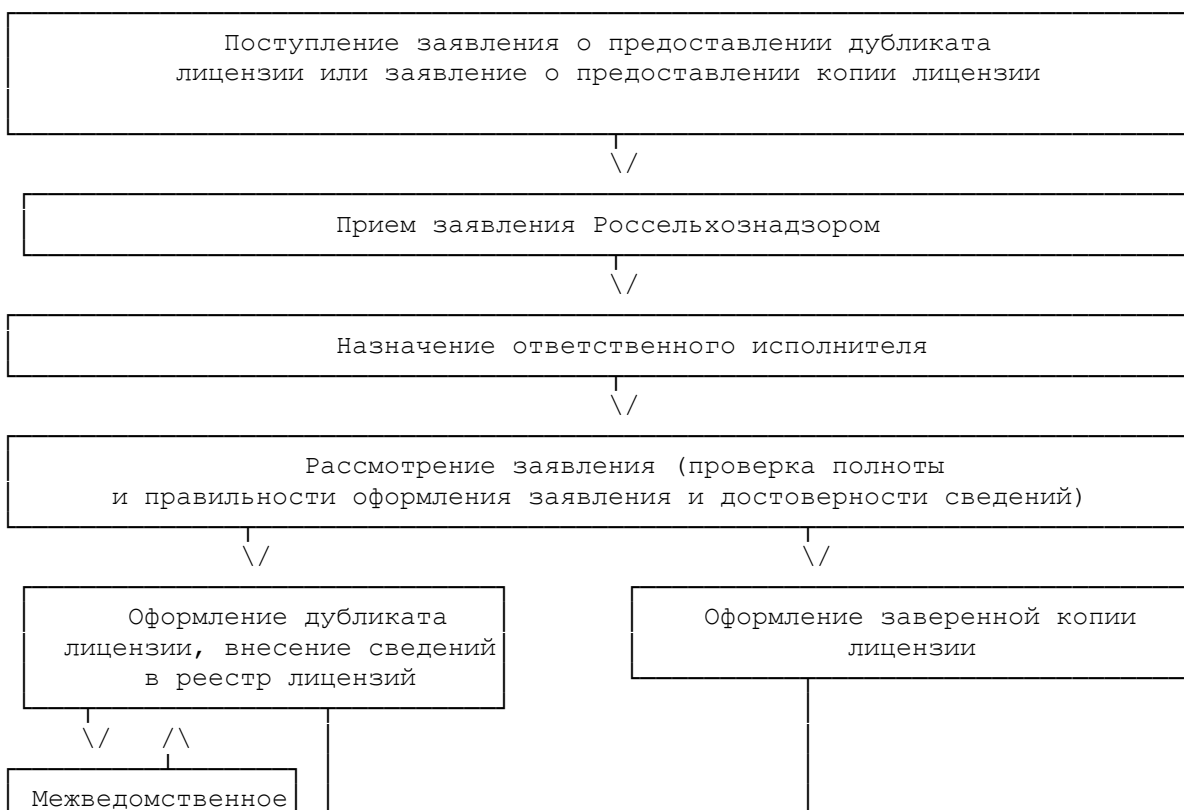 Поступление заявления о предоставлении дубликата
лицензии или заявление о предоставлении копии лицензии
Прием заявления Россельхознадзором
Назначение ответственного исполнителя
Рассмотрение заявления (проверка полноты
и правильности оформления заявления и достоверности сведений)
Оформление дубликата
лицензии, внесение сведений
в реестр лицензий
Оформление заверенной копии
лицензии
Межведомственное